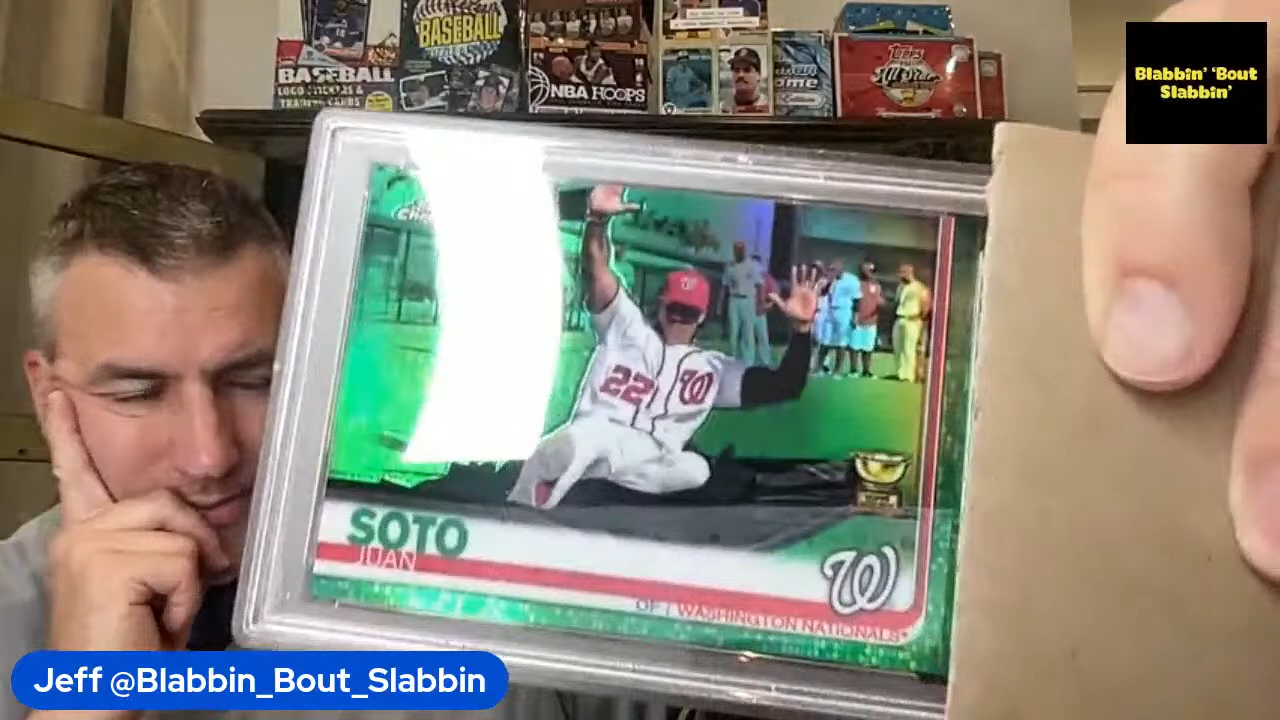 BASEBALL
BASEBALL
LOGO STICKERS &
TRADING CARDS
NBA HOOPS
TOPPS
All-Star
Blabbin' 'Bout
Slabbin'
W
22
W
SOTO
JUAN
W
OF / WASHINGTON NATIONALS®
Jeff @Blabbin_Bout_Slabbin